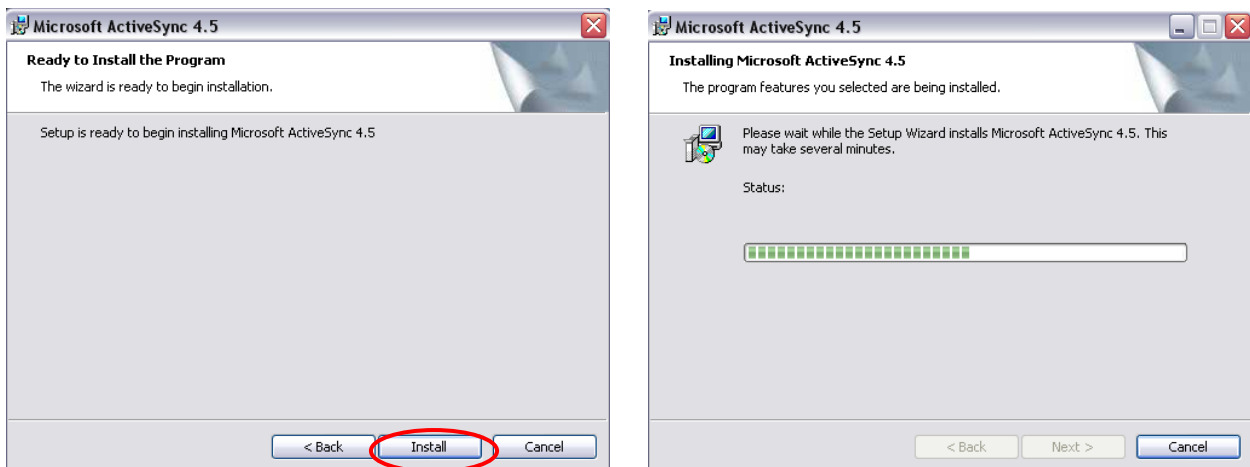 Microsoft ActiveSync 4.5
Ready to Install the Program
The wizard is ready to begin installation.
Setup is ready to begin installing Microsoft ActiveSync 4.5
< Back
Install
Cancel
Microsoft ActiveSync 4.5
Installing Microsoft ActiveSync 4.5
The program features you selected are being installed.
Please wait while the Setup Wizard installs Microsoft ActiveSync 4.5. This
may take several minutes.
Status:
< Back
Next >
Cancel